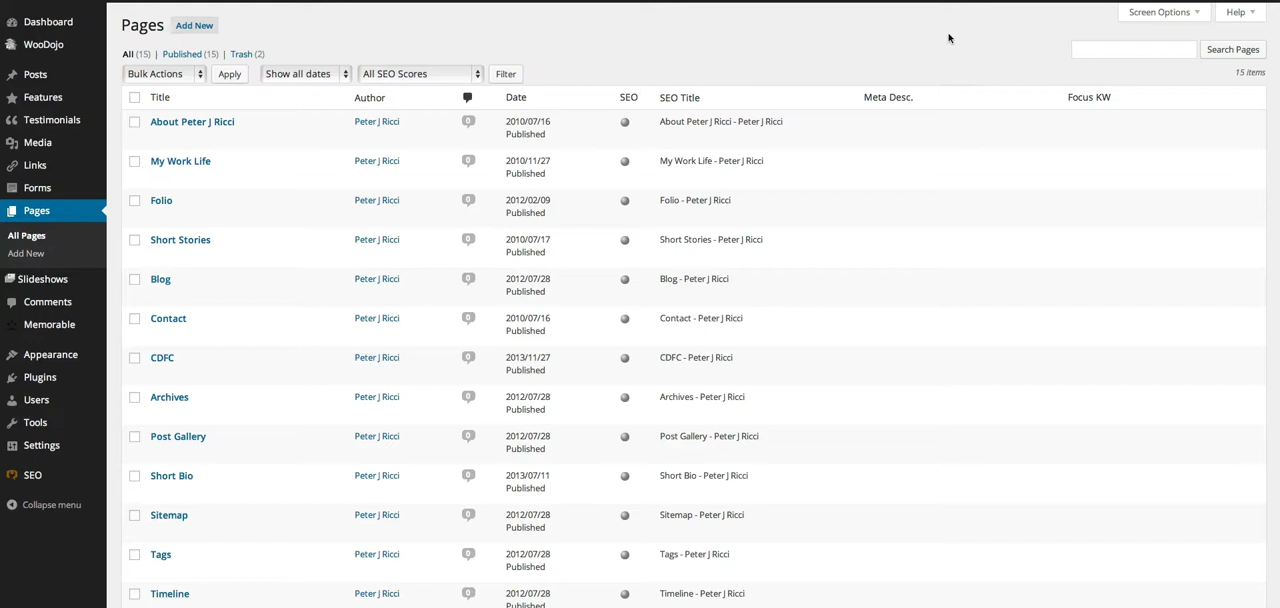 Dashboard
WooDojo
Posts
Features
Testimonials
Media
Links
Forms
Pages
All Pages
Add New
Slideshows
Comments
Memorable
Appearance
Plugins
Users
Tools
Settings
SEO
Collapse menu
Screen Options Help
Pages Add New
All (15) | Published (15) | Trash (2)
Search Pages
Bulk Actions Apply Show all dates All SEO Scores Filter
15 items
Title Author Date SEO SEO Title Meta Desc. Focus KW
About Peter J Ricci Peter J Ricci 0 2010/07/16 About Peter J Ricci - Peter J Ricci
Published
My Work Life Peter J Ricci 0 2010/11/27 My Work Life - Peter J Ricci
Published
Folio Peter J Ricci 0 2012/02/09 Folio - Peter J Ricci
Published
Short Stories Peter J Ricci 0 2010/07/17 Short Stories - Peter J Ricci
Published
Blog Peter J Ricci 0 2012/07/28 Blog - Peter J Ricci
Published
Contact Peter J Ricci 0 2010/07/16 Contact - Peter J Ricci
Published
CDFC Peter J Ricci 0 2013/11/27 CDFC - Peter J Ricci
Published
Archives Peter J Ricci 0 2012/07/28 Archives - Peter J Ricci
Published
Post Gallery Peter J Ricci 0 2012/07/28 Post Gallery - Peter J Ricci
Published
Short Bio Peter J Ricci 0 2013/07/11 Short Bio - Peter J Ricci
Published
Sitemap Peter J Ricci 0 2012/07/28 Sitemap - Peter J Ricci
Published
Tags Peter J Ricci 0 2012/07/28 Tags - Peter J Ricci
Published
Timeline Peter J Ricci 0 2012/07/28 Timeline - Peter J Ricci
Published